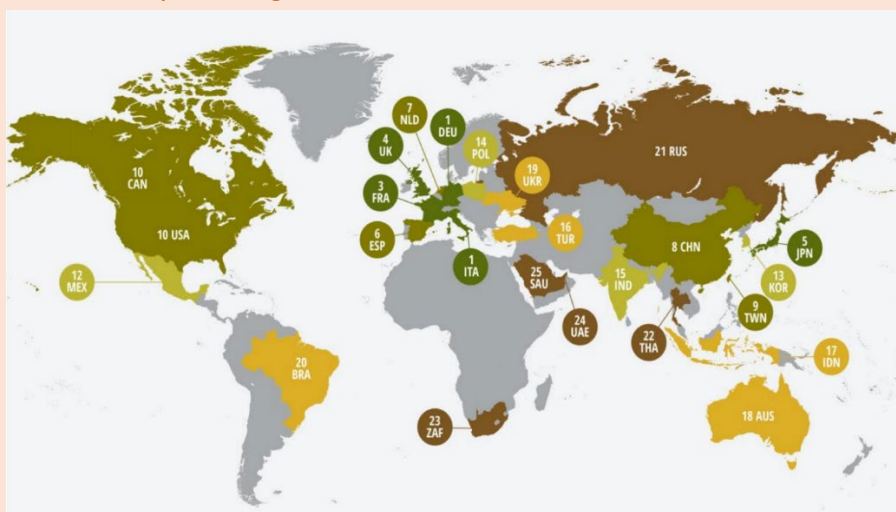 7
NLD
1
DEU
4
UK
14
POL
3
FRA
19
UKR
21 RUS
10
CAN
10 USA
6
ESP
1
ITA
16
TUR
8 CHN
5
JPN
12
MEX
25
SAU
15
IND
13
KOR
9
TWN
24
UAE
22
THA
17
IDN
20
BRA
18 AUS
23
ZAF